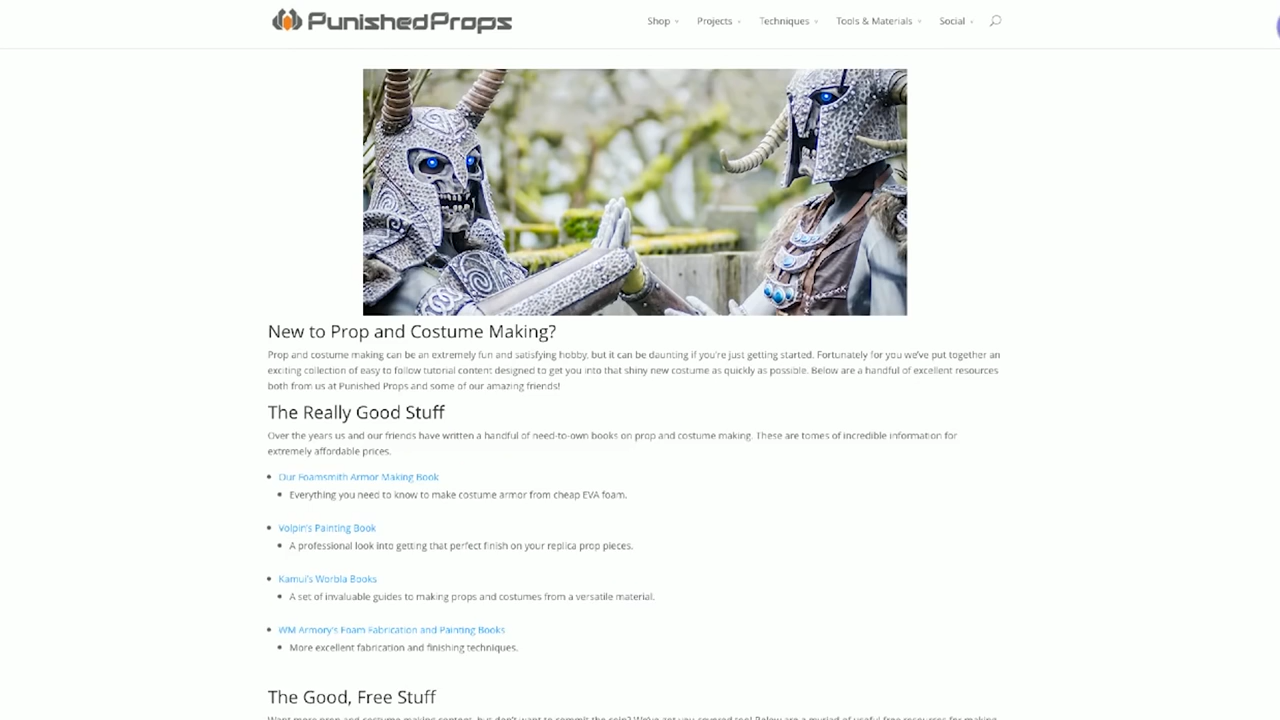 PunishedProps
Shop Projects Techniques Tools & Materials Social
New to Prop and Costume Making?
Prop and costume making can be an extremely fun and satisfying hobby, but it can be daunting if you're just getting started. Fortunately for you we've put together an
exciting collection of easy to follow tutorial content designed to get you into that shiny new costume as quickly as possible. Below are a handful of excellent resources
both from us at Punished Props and some of our amazing friends!
The Really Good Stuff
Over the years us and our friends have written a handful of need-to-own books on prop and costume making. These are tomes of incredible information for
extremely affordable prices.
Our Foamsmith Armor Making Book
Everything you need to know to make costume armor from cheap EVA foam.
Volpin's Painting Book
A professional look into getting that perfect finish on your replica prop pieces.
Kamui's Worbla Books
A set of invaluable guides to making props and costumes from a versatile material.
WM Armory's Foam Fabrication and Painting Books
More excellent fabrication and finishing techniques.
The Good, Free Stuff